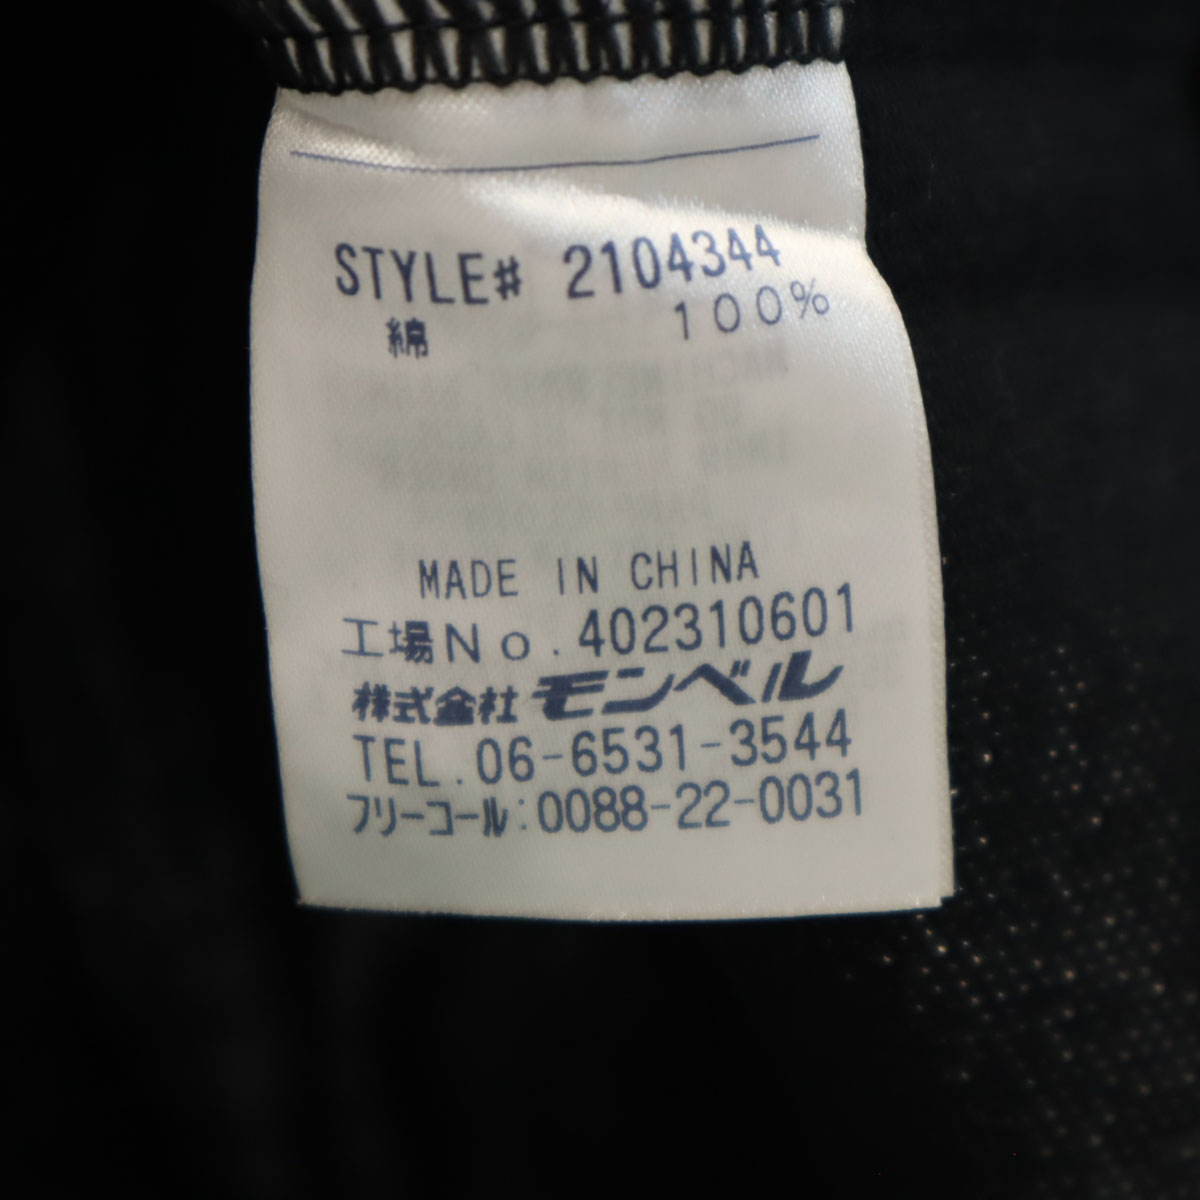 STYLE# 2104344
綿 100%
MADE IN CHINA
工場No.402310601
株式会社 モンベル
TEL.06-6531-3544
フリーコール:0088-22-0031